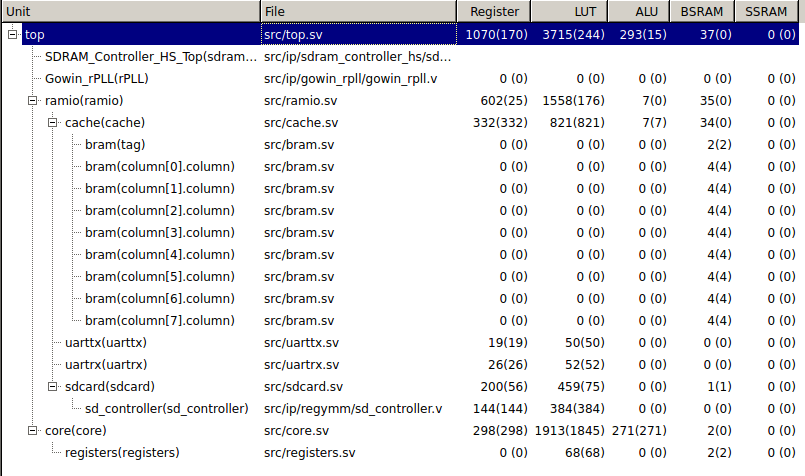 Unit File Register LUT ALU BSRAM SSRAM
top src/top.sv 1070(170) 3715(244) 293(15) 37(0) 0 (0)
SDRAM_Controller_HS_Top(sdram... src/ip/sdram_controller_hs/sd...
Gowin_rPLL(rPLL) src/ip/gowin_rpll/gowin_rpll.v 0 (0) 0 (0) 0 (0) 0 (0) 0 (0)
ramio(ramio) src/ramio.sv 602(25) 1558(176) 7(0) 35(0) 0 (0)
cache(cache) src/cache.sv 332(332) 821(821) 7(7) 34(0) 0 (0)
bram(tag) src/bram.sv 0 (0) 0 (0) 0 (0) 2(2) 0 (0)
bram(column[0].column) src/bram.sv 0 (0) 0 (0) 0 (0) 4(4) 0 (0)
bram(column[1].column) src/bram.sv 0 (0) 0 (0) 0 (0) 4(4) 0 (0)
bram(column[2].column) src/bram.sv 0 (0) 0 (0) 0 (0) 4(4) 0 (0)
bram(column[3].column) src/bram.sv 0 (0) 0 (0) 0 (0) 4(4) 0 (0)
bram(column[4].column) src/bram.sv 0 (0) 0 (0) 0 (0) 4(4) 0 (0)
bram(column[5].column) src/bram.sv 0 (0) 0 (0) 0 (0) 4(4) 0 (0)
bram(column[6].column) src/bram.sv 0 (0) 0 (0) 0 (0) 4(4) 0 (0)
bram(column[7].column) src/bram.sv 0 (0) 0 (0) 0 (0) 4(4) 0 (0)
uarttx(uarttx) src/uarttx.sv 19(19) 50(50) 0 (0) 0 (0) 0 (0)
uartrx(uartrx) src/uartrx.sv 26(26) 52(52) 0 (0) 0 (0) 0 (0)
sdcard(sdcard) src/sdcard.sv 200(56) 459(75) 0 (0) 1(1) 0 (0)
sd_controller(sd_controller) src/ip/regymm/sd_controller.v 144(144) 384(384) 0 (0) 0 (0) 0 (0)
core(core) src/core.sv 298(298) 1913(1845) 271(271) 2(0) 0 (0)
registers(registers) src/registers.sv 0 (0) 68(68) 0 (0) 2(2) 0 (0)